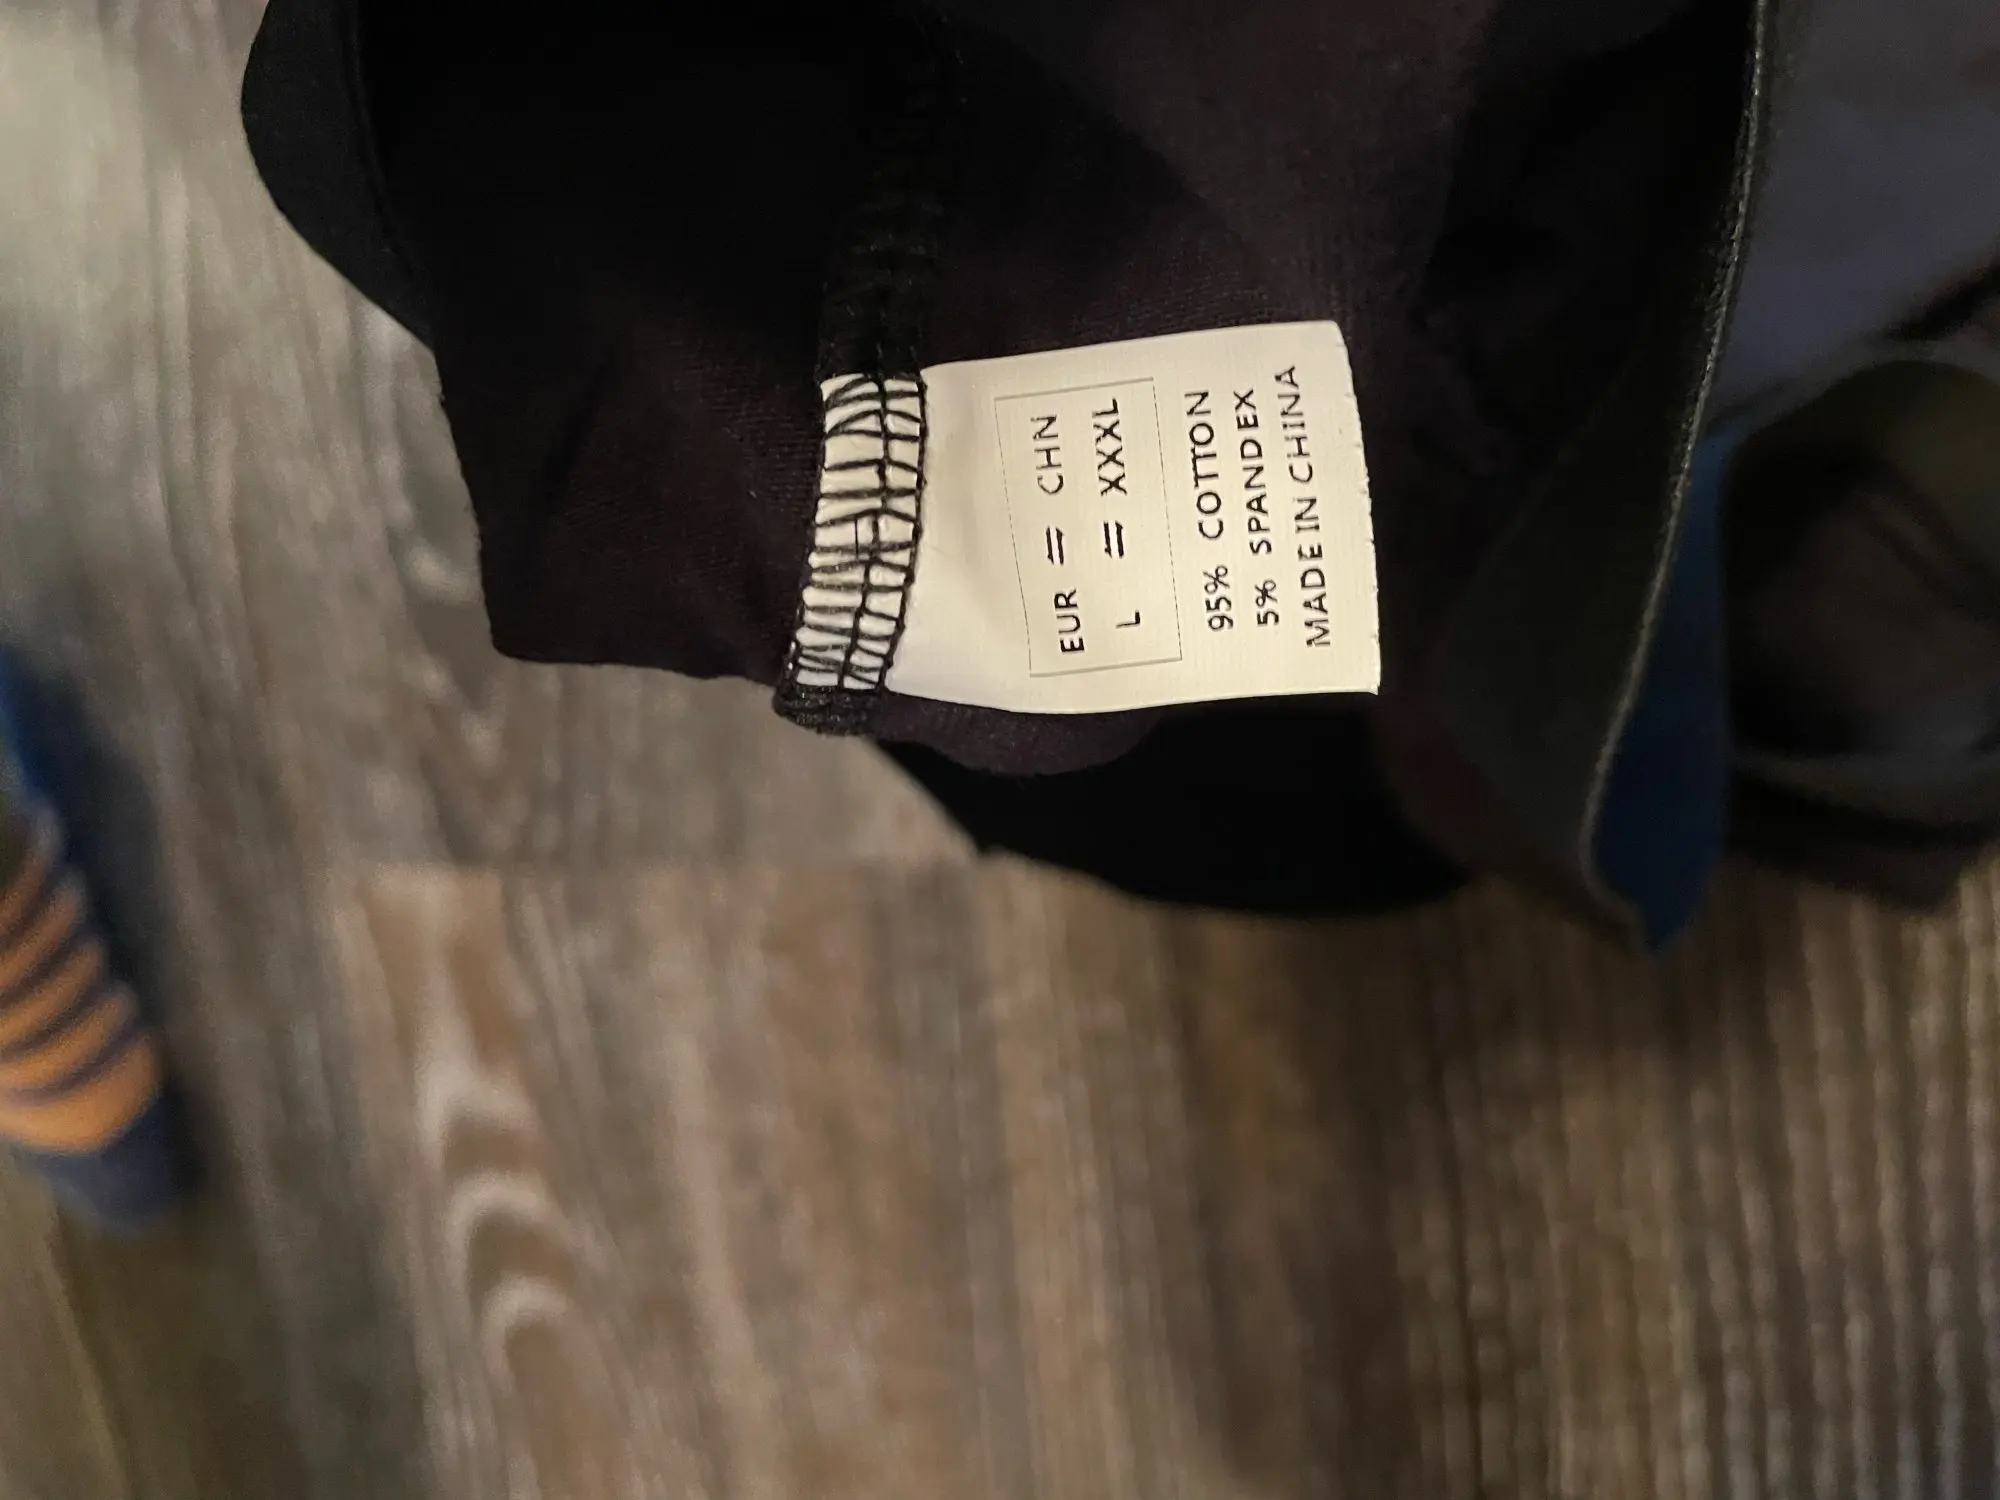 EUR ⇌ CHN
L ⇌ XXXL
95% COTTON
5% SPANDEX
MADE IN CHINA